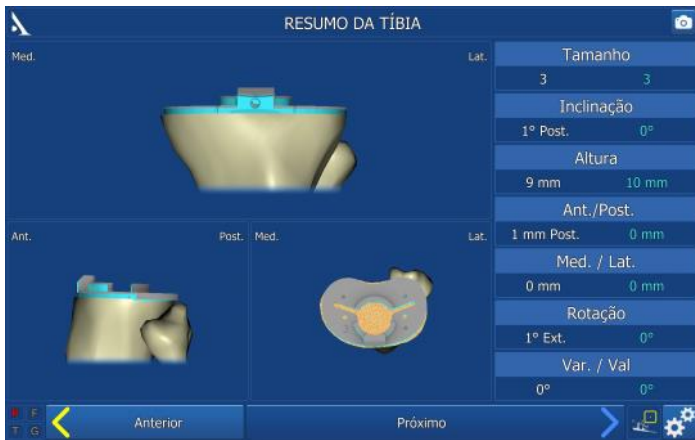 RESUMO DA TÍBIA
Med. Lat.
Ant. Post.
Med. Lat.
Tamanho
3 3
Inclinação
1° Post. 0°
Altura
9 mm 10 mm
Ant./Post.
1 mm Post. 0 mm
Med. / Lat.
0 mm 0 mm
Rotação
1° Ext. 0°
Var. / Val
0° 0°
F
T G
Anterior
Próximo